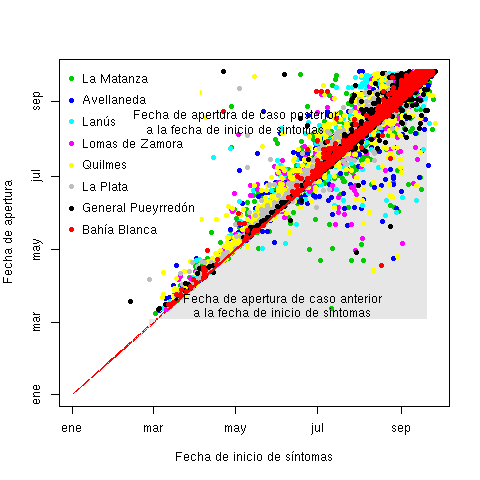 La Matanza
Avellaneda
Lanús
Lomas de Zamora
Quilmes
La Plata
General Pueyrredón
Bahía Blanca
Fecha de apertura de caso posterior
a la fecha de inicio de síntomas
Fecha de apertura de caso anterior
a la fecha de inicio de síntomas
Fecha de apertura
sep
jul
may
mar
ene
ene mar may jul sep
Fecha de inicio de síntomas